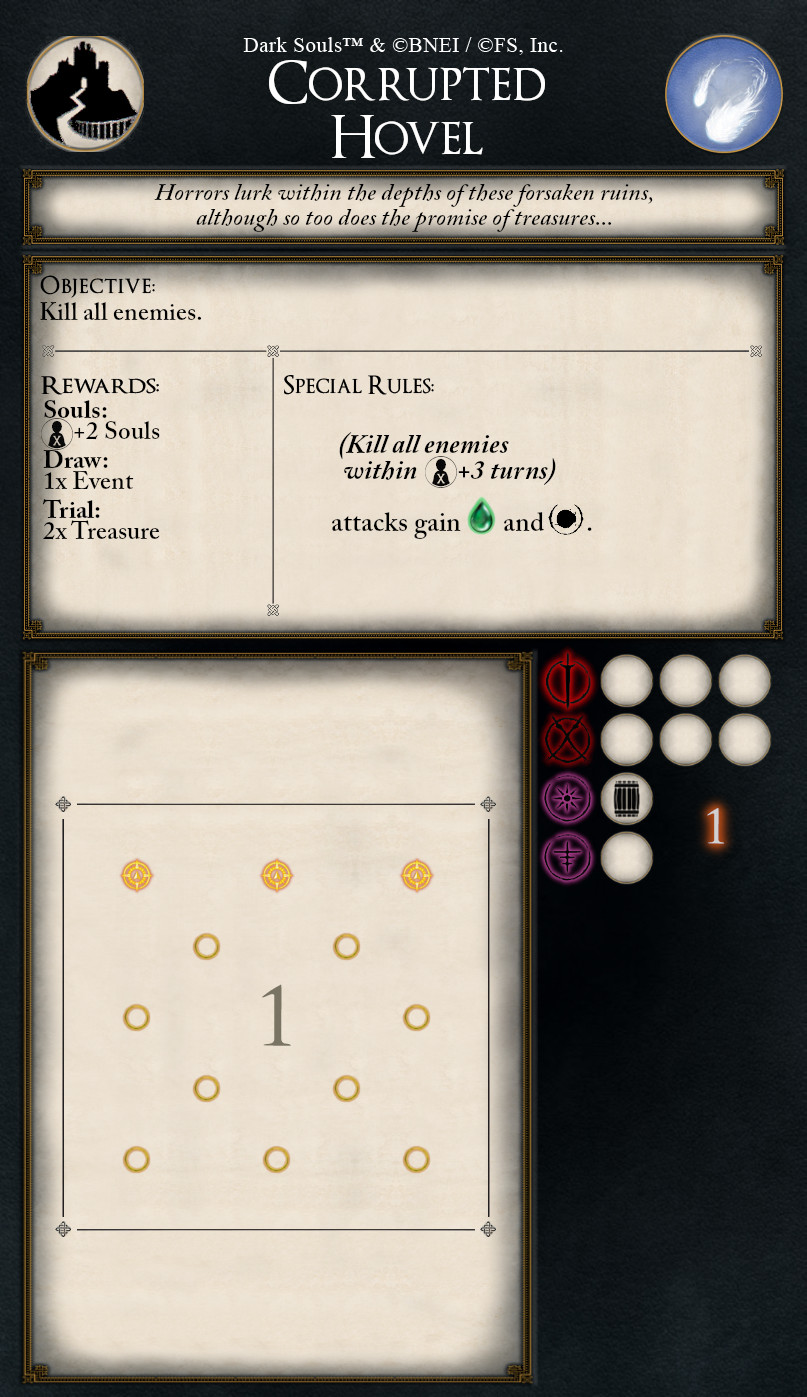 Dark Souls™ & ©BNEI / ©FS, Inc.
Corrupted
Hovel
Horrors lurk within the depths of these forsaken ruins,
although so too does the promise of treasures...
Objective:
Kill all enemies.
Rewards:
Souls:
X +2 Souls
Draw:
1x Event
Trial:
2x Treasure
Special Rules:
(Kill all enemies
within X +3 turns)
attacks gain and .
1
1